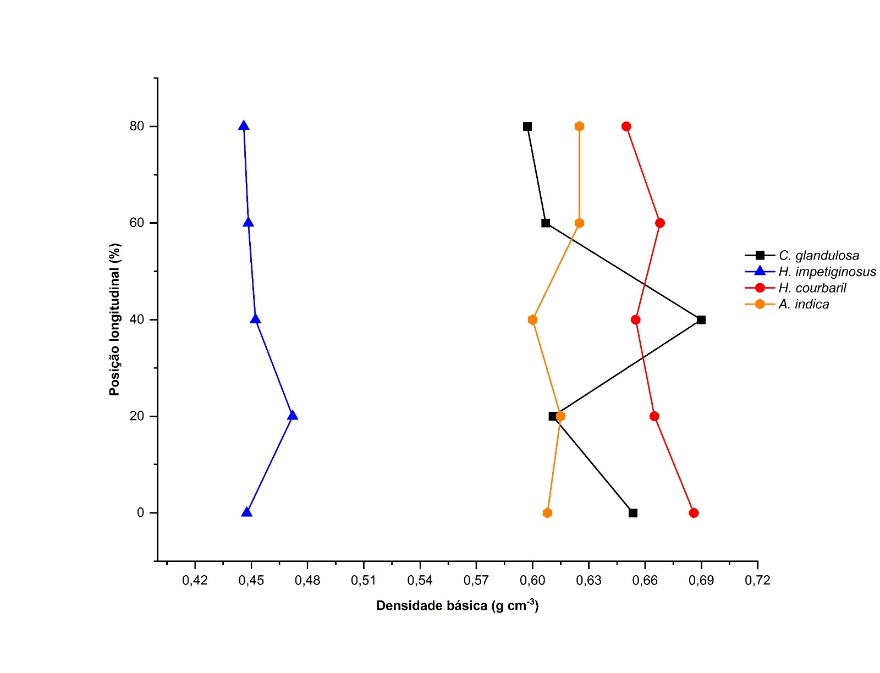 80
60
40
20
0
Posição longitudinal (%)
0,42 0,45 0,48 0,51 0,54 0,57 0,60 0,63 0,66 0,69 0,72
Densidade básica (g cm⁻³)
C. glandulosa
H. impetiginosus
H. courbaril
A. indica